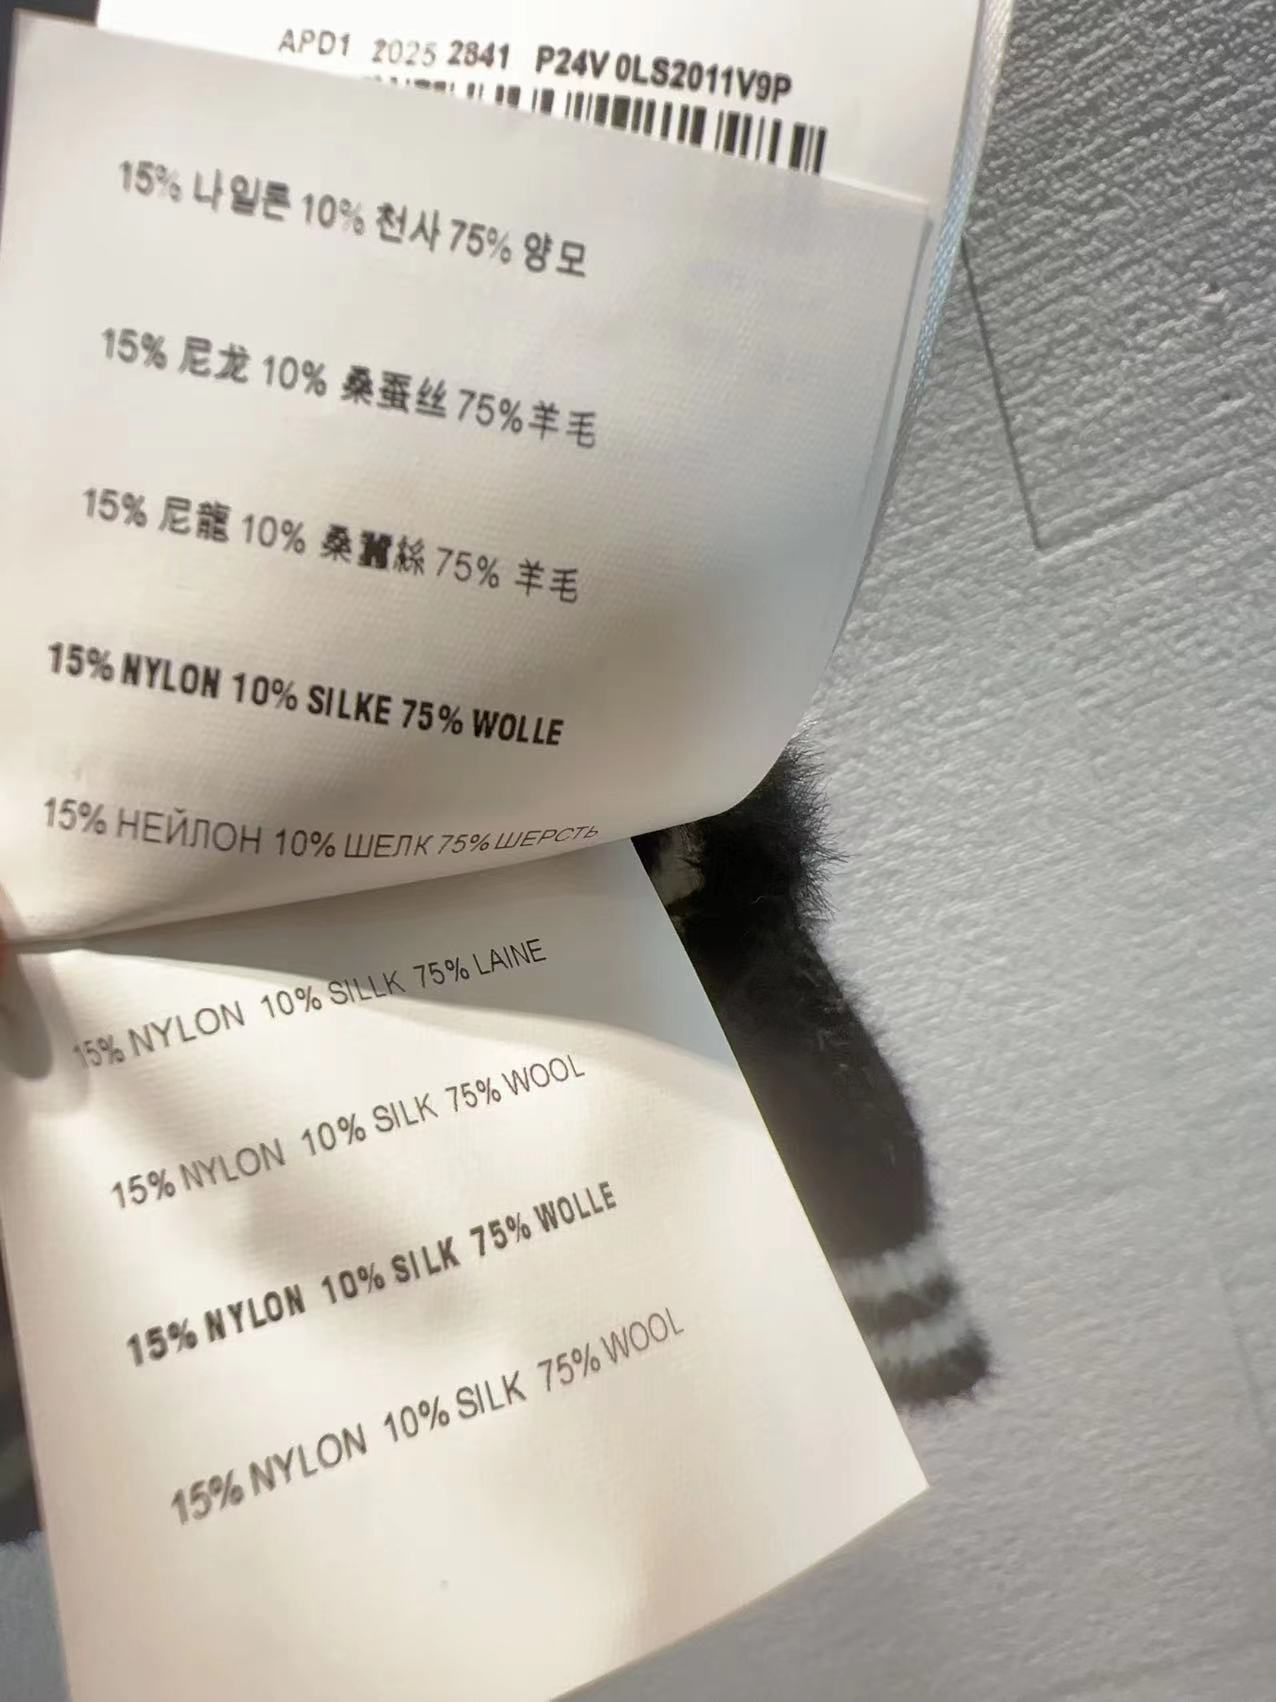 APD1 2025 2841 P24V 0LS2011V9P
15% 나일론 10% 천사 75% 양모
15% 尼龙 10% 桑蚕丝 75%羊毛
15% 尼龍 10% 桑蠶絲 75% 羊毛
15% NYLON 10% SILKE 75% WOLLE
15% НЕЙЛОН 10% ШЕЛК 75% ШЕРСТЬ
15% NYLON 10% SILLK 75% LAINE
15% NYLON 10% SILK 75% WOOL
15% NYLON 10% SILK 75% WOLLE
15% NYLON 10% SILK 75% WOOL